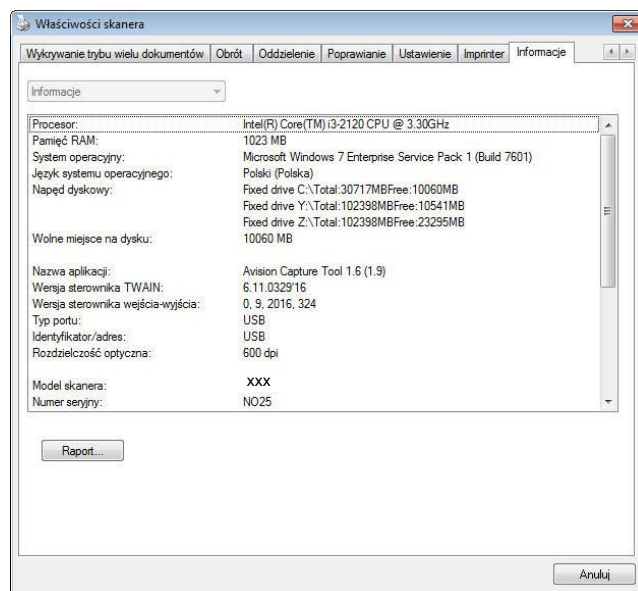 Właściwości skanera
Wykrywanie trybu wielu dokumentów Obrót Oddzielenie Poprawianie Ustawienie Imprinter Informacje
Informacje
Procesor: Intel(R) Core(TM) i3-2120 CPU @ 3.30GHz
Pamięć RAM: 1023 MB
System operacyjny: Microsoft Windows 7 Enterprise Service Pack 1 (Build 7601)
Język systemu operacyjnego: Polski (Polska)
Napęd dyskowy: Fixed drive C:\Total:30717MBFree:10060MB
Fixed drive Y:\Total:102398MBFree:10541MB
Fixed drive Z:\Total:102398MBFree:23295MB
Wolne miejsce na dysku: 10060 MB
Nazwa aplikacji: Avision Capture Tool 1.6 (1.9)
Wersja sterownika TWAIN: 6.11.0329'16
Wersja sterownika wejścia-wyjścia: 0, 9, 2016, 324
Typ portu: USB
Identyfikator/adres: USB
Rozdzielczość optyczna: 600 dpi
Model skanera: XXX
Numer seryjny: NO25
Raport...
Anuluj